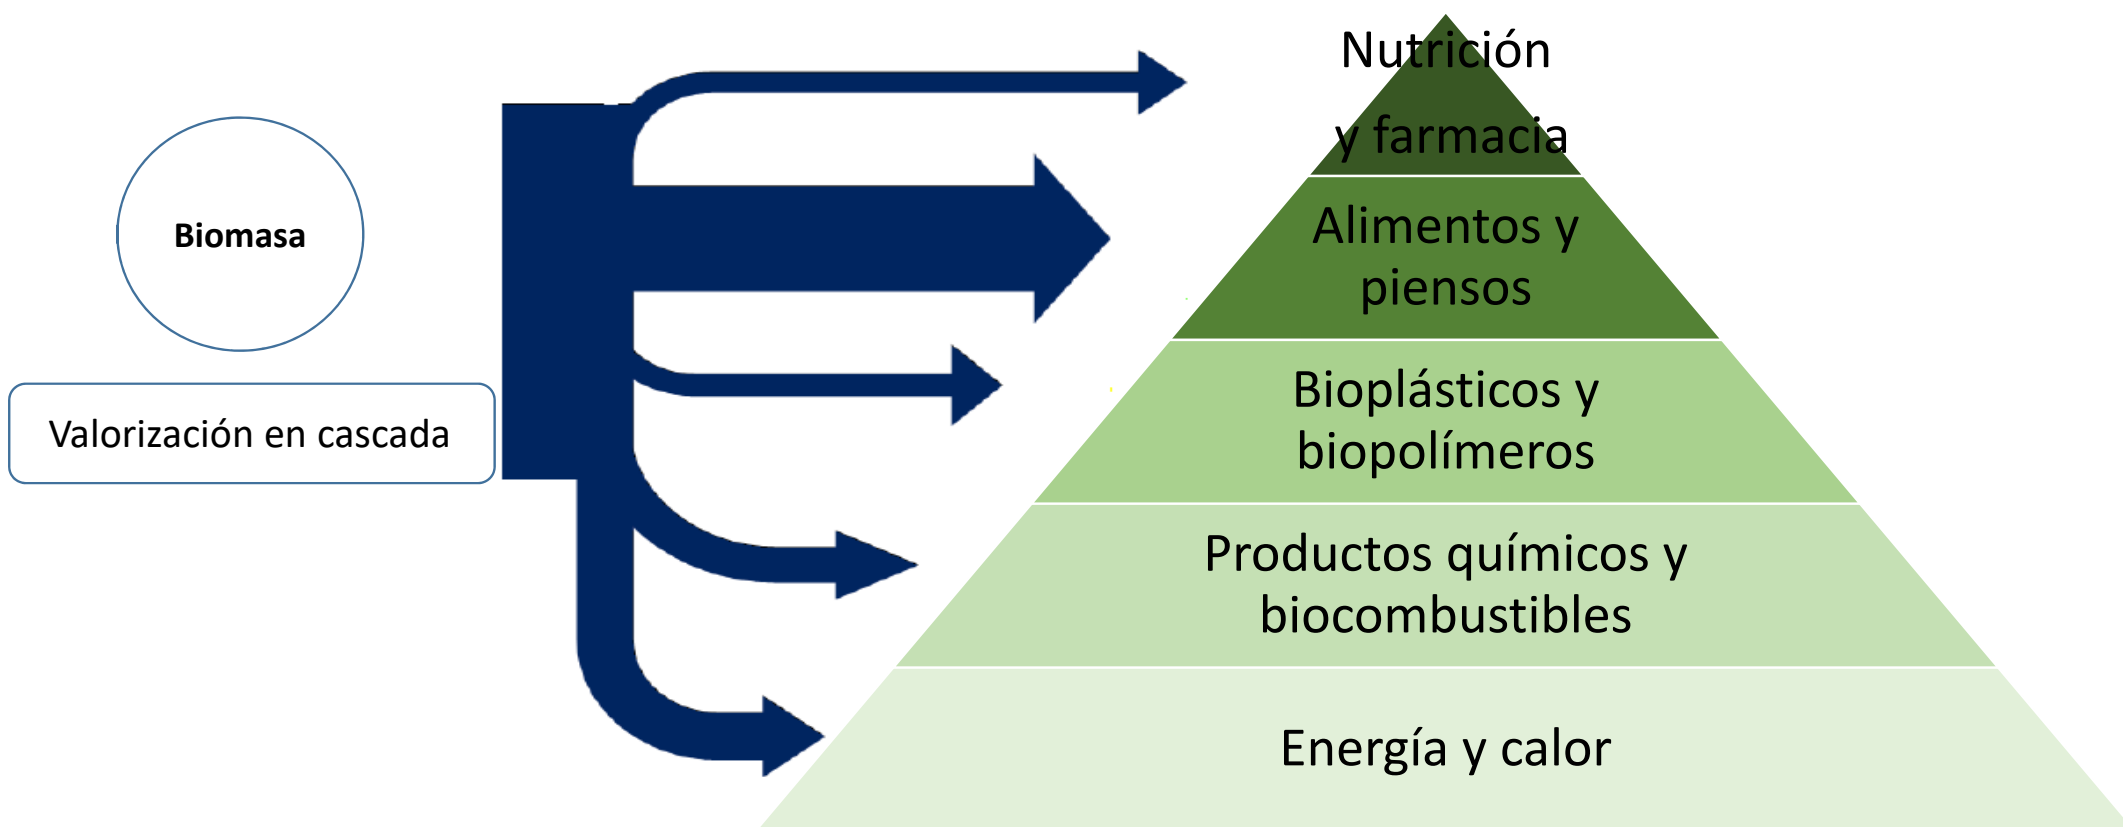 Biomasa
Valorización en cascada
Nutrición
y farmacia
Alimentos y
piensos
Bioplásticos y
biopolímeros
Productos químicos y
biocombustibles
Energía y calor